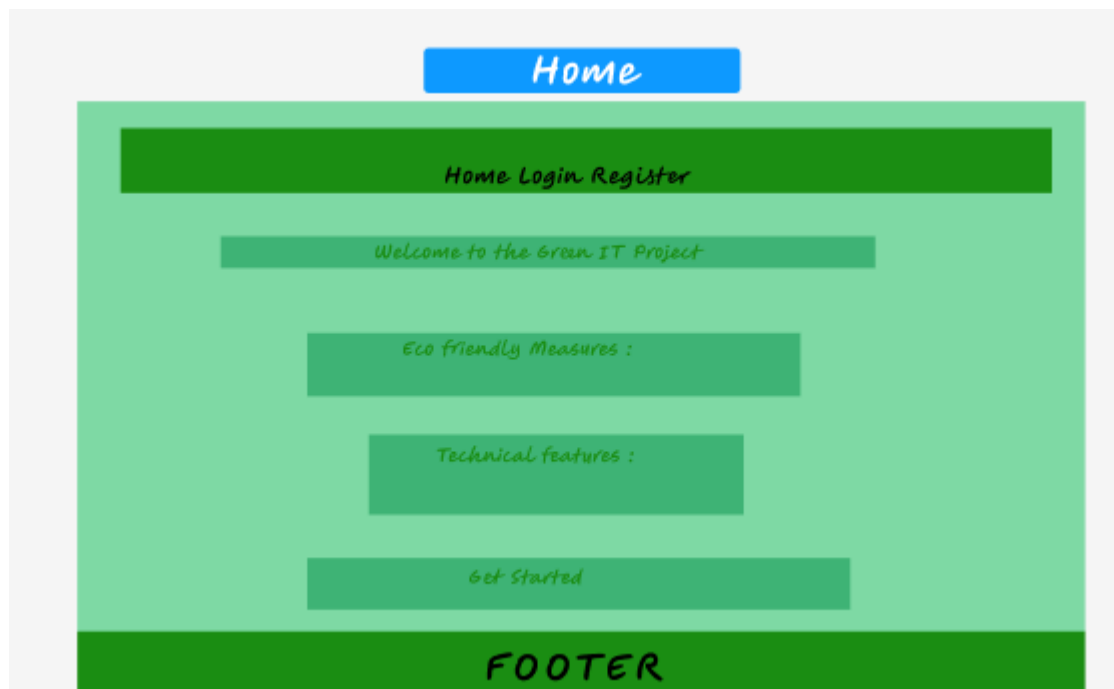 Home
Home Login Register
Welcome to the Green IT Project
Eco friendly Measures :
Technical features :
Get Started
FOOTER